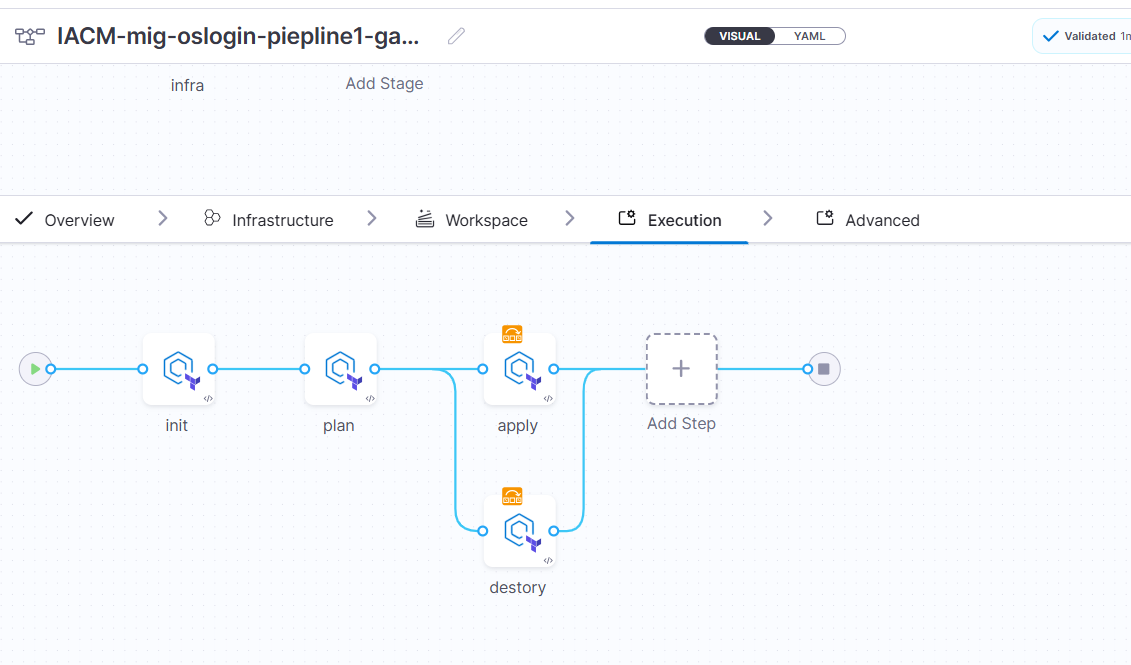 IACM-mig-oslogin-piepline1-ga...
VISUAL YAML
Validated 1m
infra
Add Stage
Overview
Infrastructure
Workspace
Execution
Advanced
init
plan
apply
Add Step
destory